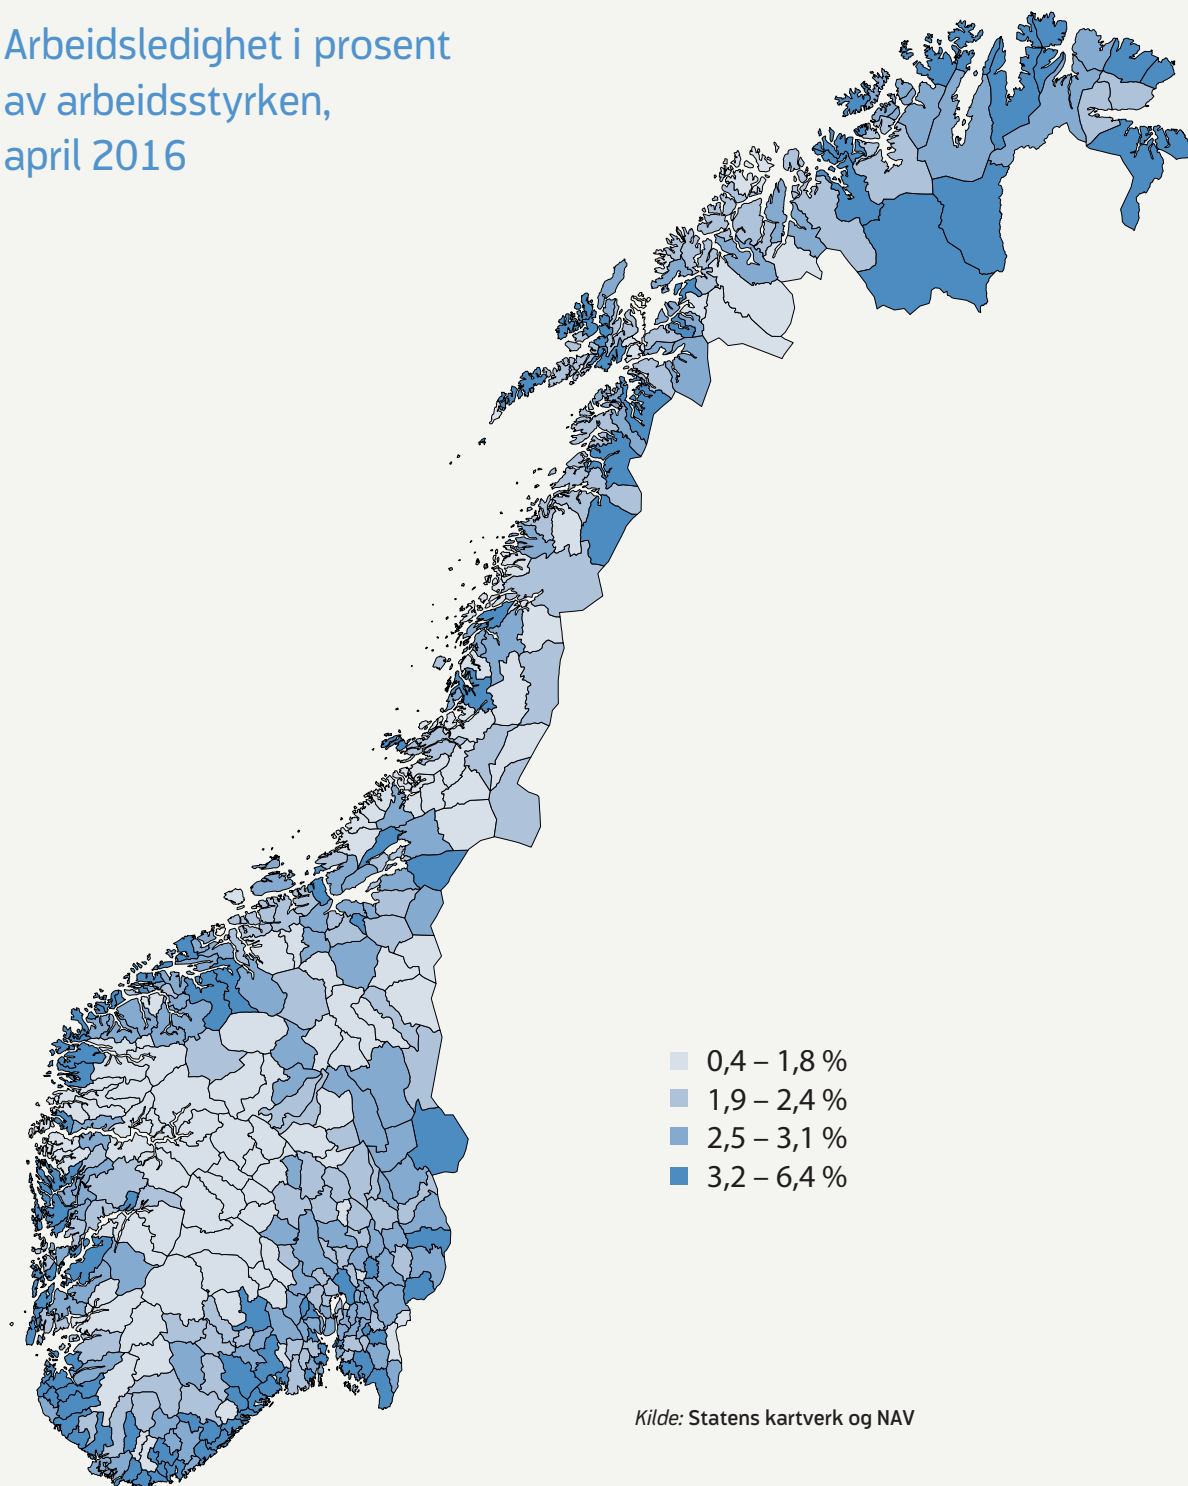 Arbeidsledighet i prosent
av arbeidsstyrken,
april 2016
0,4 – 1,8 %
1,9 – 2,4 %
2,5 – 3,1 %
3,2 – 6,4 %
Kilde: Statens kartverk og NAV